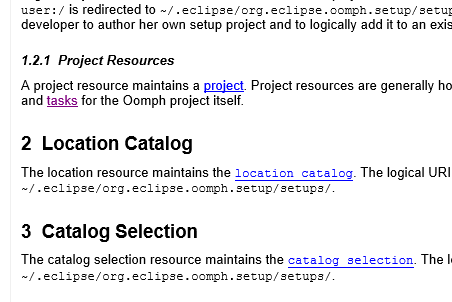 user:/ is redirected to ~/.eclipse/org.eclipse.oomph.setup/setup
developer to author her own setup project and to logically add it to an exis
1.2.1 Project Resources
A project resource maintains a project. Project resources are generally ho
and tasks for the Oomph project itself.
2 Location Catalog
The location resource maintains the location catalog. The logical URI
~/.eclipse/org.eclipse.oomph.setup/setups/.
3 Catalog Selection
The catalog selection resource maintains the catalog selection. The l
~/.eclipse/org.eclipse.oomph.setup/setups/.